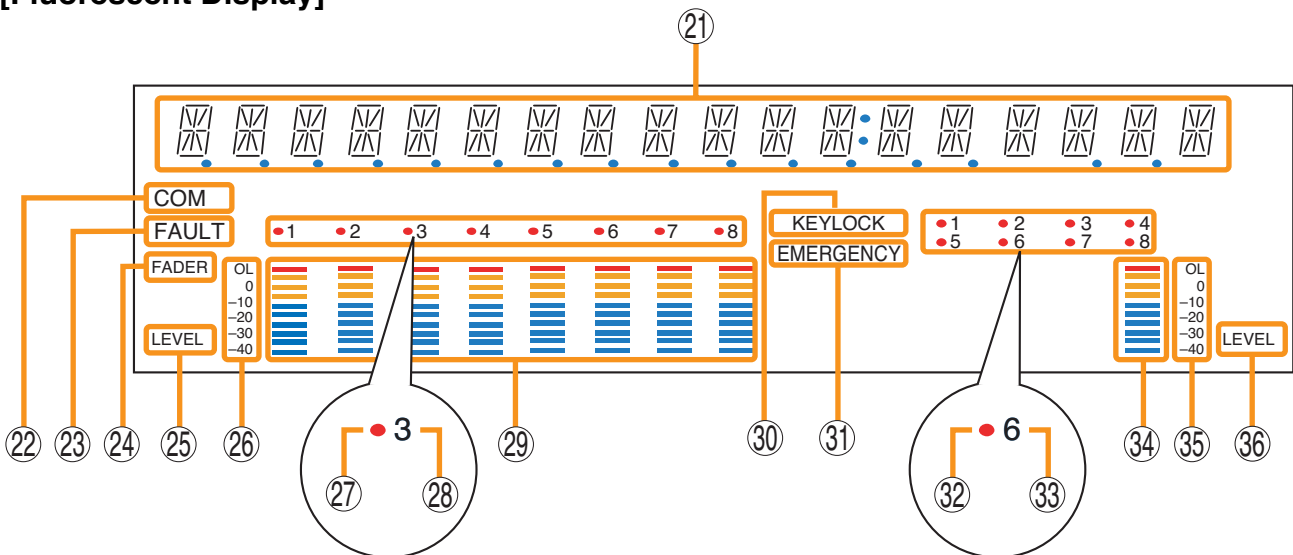 [Fluorescent Display]
㉑
COM
FAULT
1 2 3 4 5 6 7 8
KEYLOCK
EMERGENCY
1 2 3 4
5 6 7 8
FADER
LEVEL
OL
0
–10
–20
–30
–40
OL
0
–10
–20
–30
–40
LEVEL
㉒ ㉓ ㉔ ㉕ ㉖ ㉙ ㉚ ㉛ ㉞ ㉟ ㊱
3
㉗ ㉘
6
㉜ ㉝